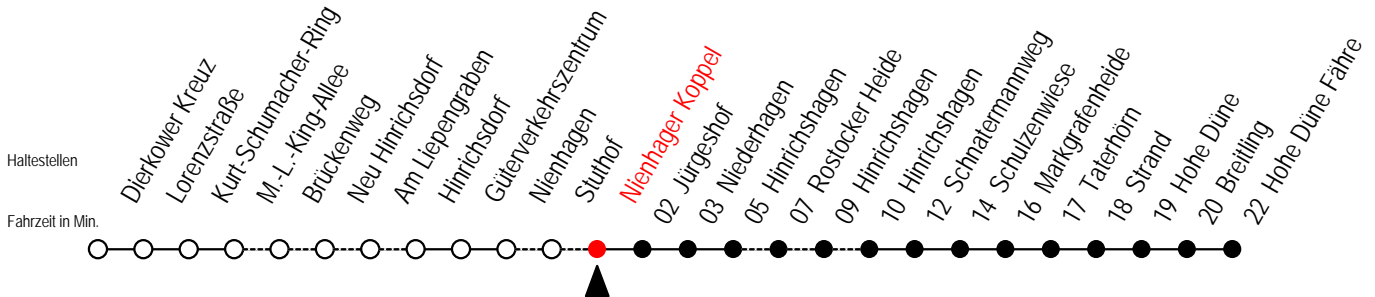 Haltestellen
Fahrzeit in Min.
Dierkower Kreuz
Lorenzstraße
Kurt-Schumacher-Ring
M.-L.-King-Allee
Brückenweg
Neu Hinrichsdorf
Am Liepengraben
Hinrichsdorf
Güterverkehrszentrum
Nienhagen
Stuthof
Nienhager Koppel
02 Jürgeshof
03 Niederhagen
05 Hinrichshagen
07 Rostocker Heide
09 Hinrichshagen
10 Hinrichshagen
12 Schnatermannweg
14 Schulzenwiese
16 Markgrafenheide
17 Taterhörn
18 Strand
19 Hohe Düne
20 Breitling
22 Hohe Düne Fähre